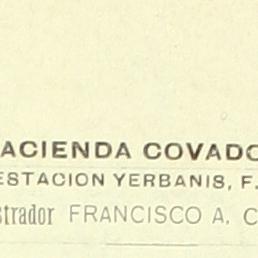 ACIENDA COVADO
ESTACION YERBANIS, F.
strador FRANCISCO A. C